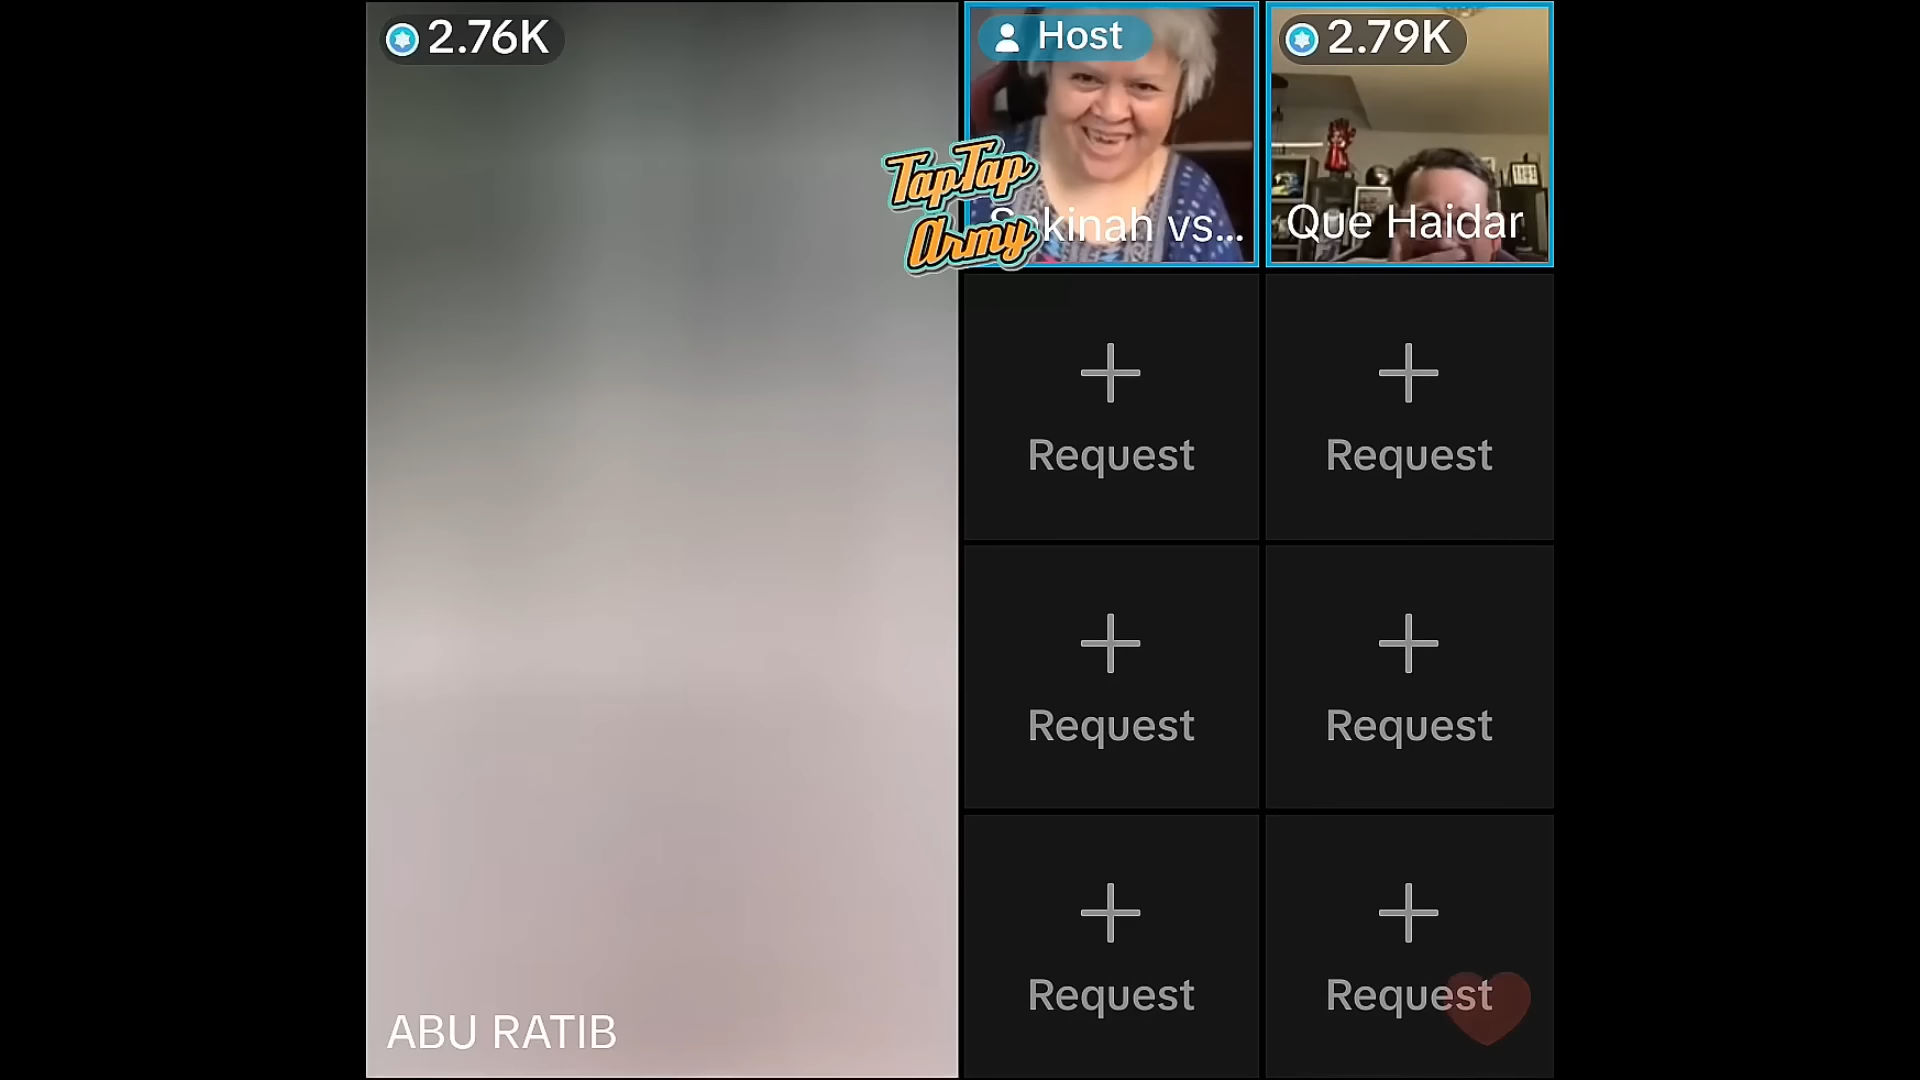 2.76K
Host
2.79K
TapTap
Army
kinah vs...
Que Haidar
Request
Request
Request
Request
Request
Request
ABU RATIB